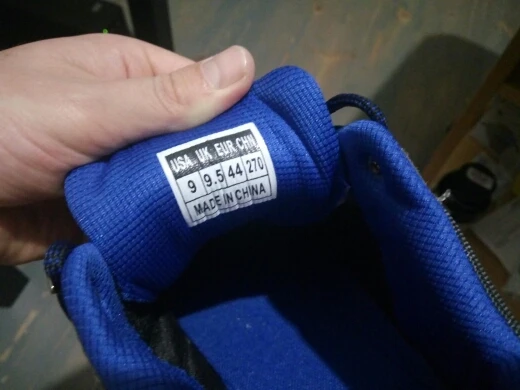 USA UK EUR CHN
9 9.5 44 270
MADE IN CHINA